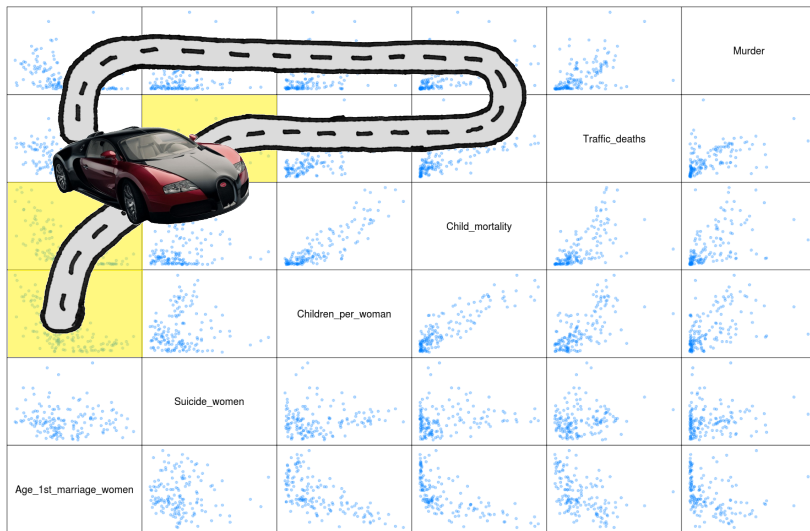 Murder
Traffic_deaths
Child_mortality
Children_per_woman
Suicide_women
Age_1st_marriage_women